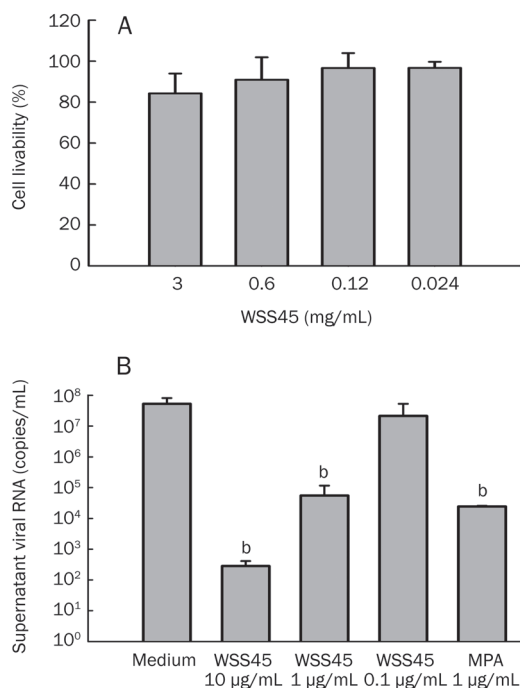 A
Cell livability (%)
120
100
80
60
40
20
0
3 0.6 0.12 0.024
WSS45 (mg/mL)
B
Supernatant viral RNA (copies/mL)
10⁸
10⁷
10⁶
10⁵
10⁴
10³
10²
10¹
10⁰
b b b
Medium WSS45 WSS45 WSS45 MPA
10 µg/mL 1 µg/mL 0.1 µg/mL 1 µg/mL